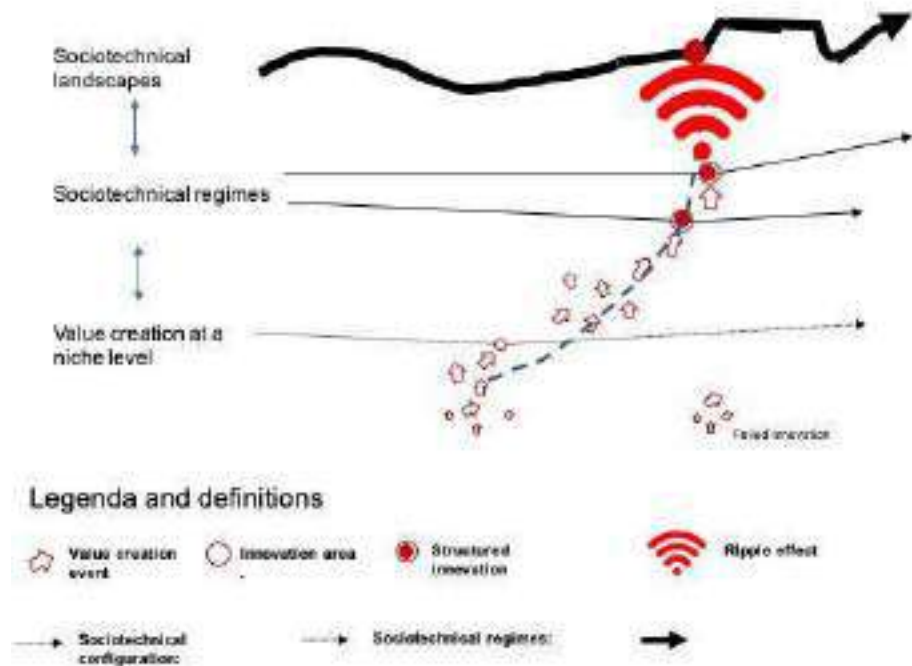 Sociotechnical
landscapes
Sociotechnical regimes
Value creation at a
niche level
Failed innovation
Legenda and definitions
Value creation
event
Innovation area
Structured
innovation
Ripple effect
Sociotechnical
configuration:
Sociotechnical regimes: